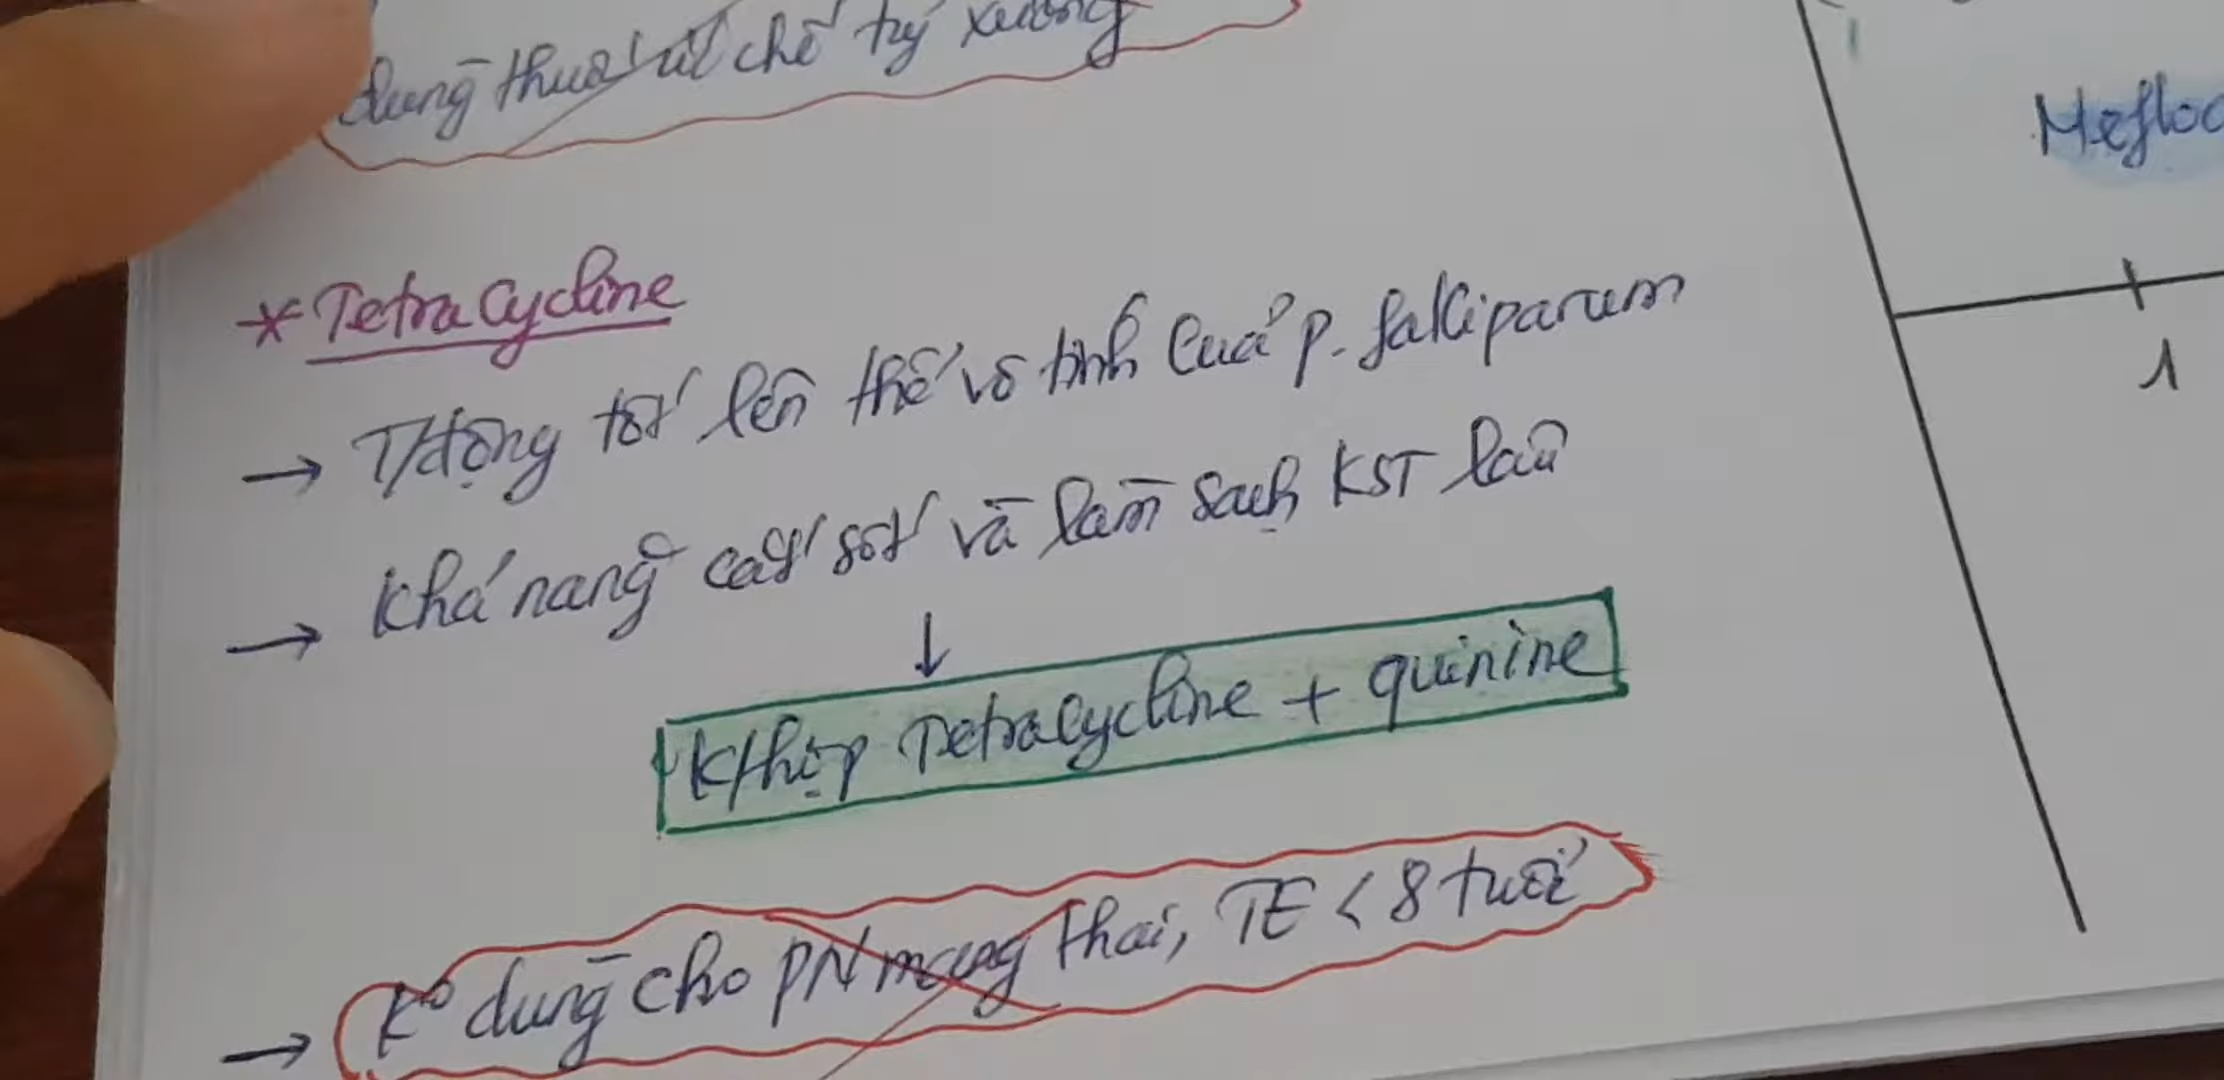 dùng thuốc ức chế tủy xương
* Tetracycline
→ T/động tốt lên thể vô tính của P. falciparum
→ Khả năng cắt sốt và làm sạch KST lâu
↓
K/hợp Tetracycline + quinine
→ K° dùng cho PN mang thai, TE < 8 tuổi
1